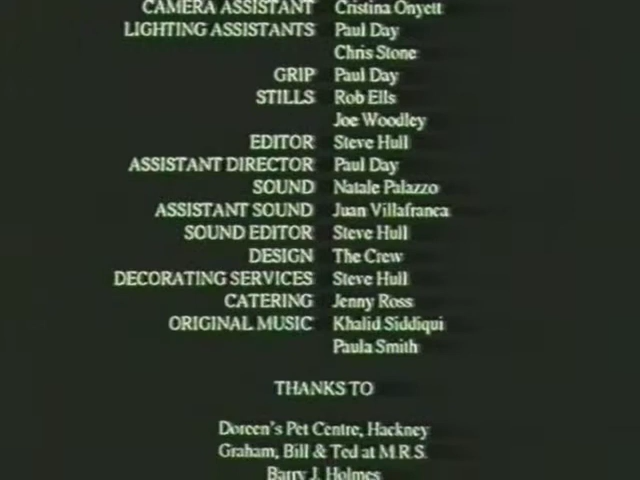 CAMERA ASSISTANT Cristina Onyett
LIGHTING ASSISTANTS Paul Day
Chris Stone
GRIP Paul Day
STILLS Rob Ells
Joe Woodley
EDITOR Steve Hull
ASSISTANT DIRECTOR Paul Day
SOUND Natale Palazzo
ASSISTANT SOUND Juan Villafranca
SOUND EDITOR Steve Hull
DESIGN The Crew
DECORATING SERVICES Steve Hull
CATERING Jenny Ross
ORIGINAL MUSIC Khalid Siddiqui
Paula Smith
THANKS TO
Doreen's Pet Centre, Hackney
Graham, Bill & Ted at M.R.S.
Barry J. Holmes